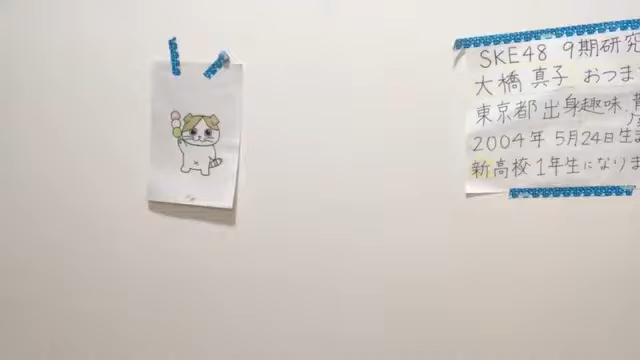 SKE48 9期研究
大橋 真子 おつま
東京都 出身趣味、
2004年 5月24日生
新高校1年生になりま